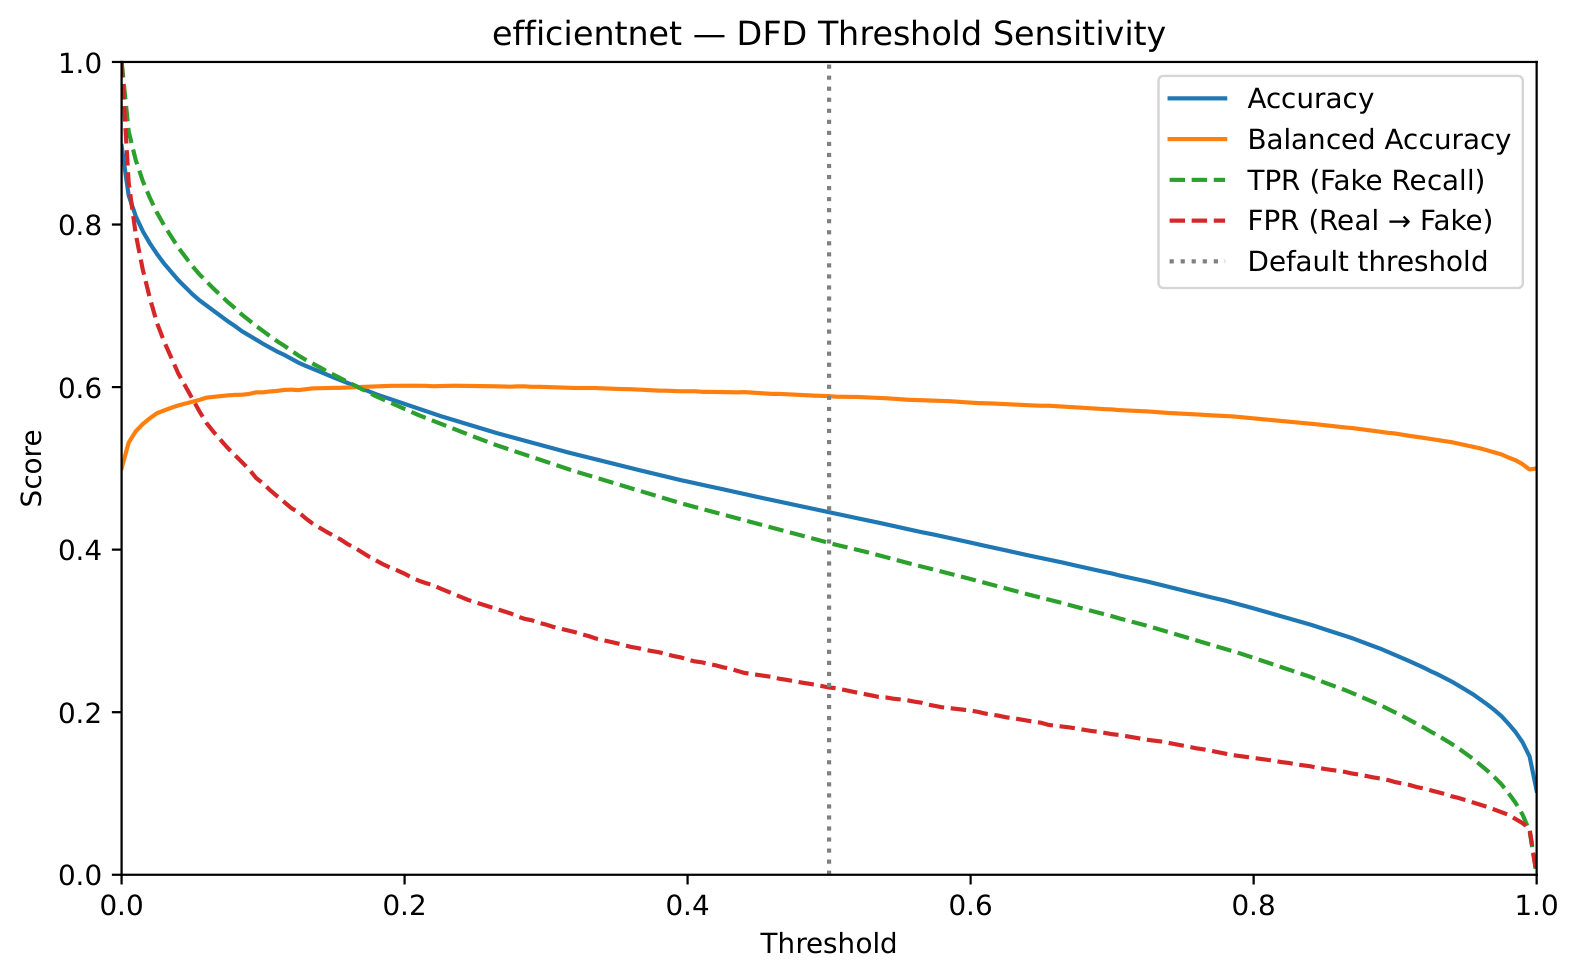 efficientnet — DFD Threshold Sensitivity
Accuracy
Balanced Accuracy
TPR (Fake Recall)
FPR (Real → Fake)
Default threshold
Score
1.0
0.8
0.6
0.4
0.2
0.0
0.0 0.2 0.4 0.6 0.8 1.0
Threshold